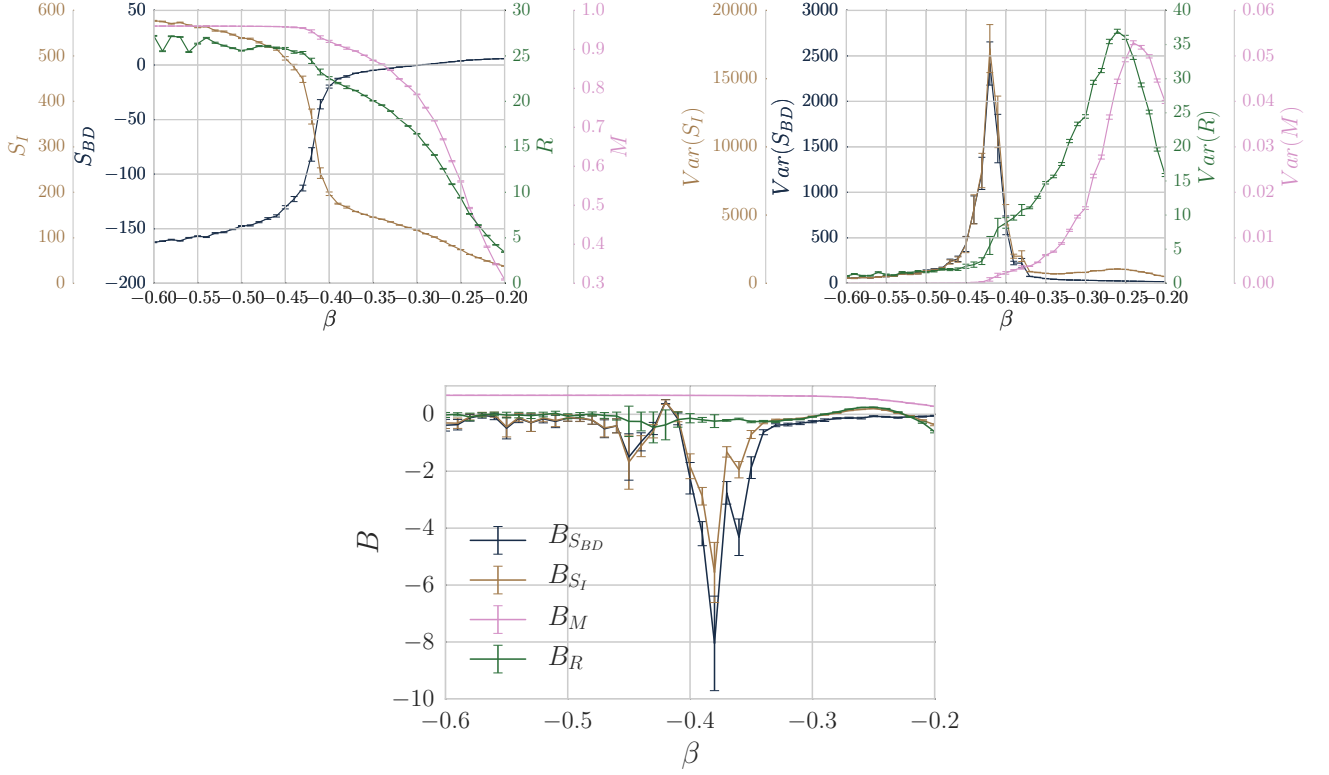 600 50 30 1.0 20000 3000 40 0.06
500 0 25 0.9 15000 2500 35 0.05
400 −50 20 0.8 2000 30 0.04
300 −100 15 0.7 10000 1500 25 0.03
200 −150 10 0.6 5000 1000 20 0.02
100 −200 5 0.5 0 500 15 0.01
0 0 0.4 0 10 0.00
0.3 5
0
S_I S_{BD} R M Var(S_I) Var(S_{BD}) Var(R) Var(M)
−0.60 −0.55 −0.50 −0.45 −0.40 −0.35 −0.30 −0.25 −0.20 −0.60 −0.55 −0.50 −0.45 −0.40 −0.35 −0.30 −0.25 −0.20
β β
0
−2
−4
−6
−8
−10
B
B_{S_{BD}}
B_{S_I}
B_M
B_R
−0.6 −0.5 −0.4 −0.3 −0.2
β